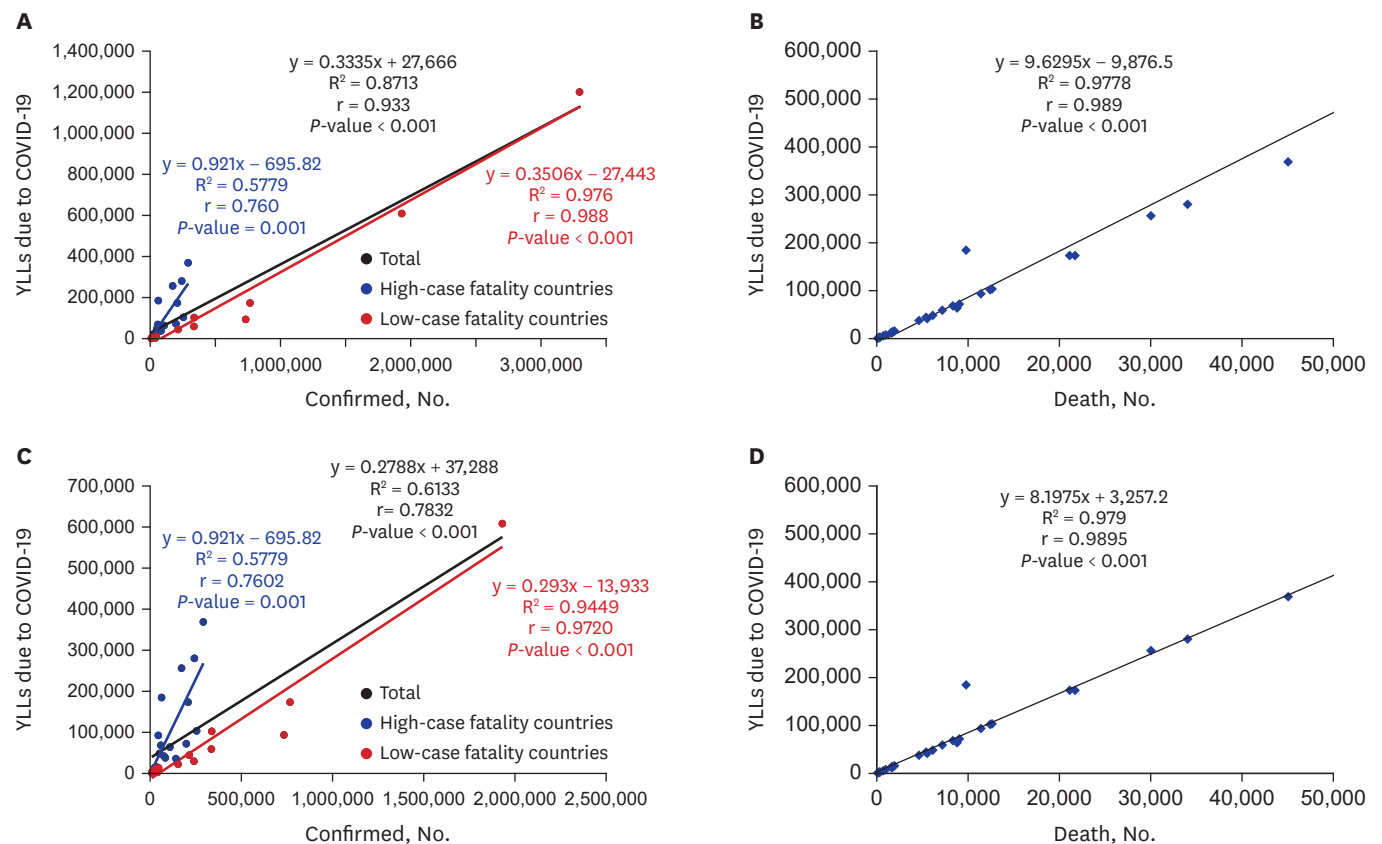 A
YLLs due to COVID-19
1,400,000
1,200,000
1,000,000
800,000
600,000
400,000
200,000
0
y = 0.3335x + 27,666
R² = 0.8713
r = 0.933
P-value < 0.001
y = 0.921x − 695.82
R² = 0.5779
r = 0.760
P-value = 0.001
y = 0.3506x − 27,443
R² = 0.976
r = 0.988
P-value < 0.001
Total
High-case fatality countries
Low-case fatality countries
0 1,000,000 2,000,000 3,000,000
Confirmed, No.
B
YLLs due to COVID-19
600,000
500,000
400,000
300,000
200,000
100,000
0
y = 9.6295x − 9,876.5
R² = 0.9778
r = 0.989
P-value < 0.001
0 10,000 20,000 30,000 40,000 50,000
Death, No.
C
YLLs due to COVID-19
700,000
600,000
500,000
400,000
300,000
200,000
100,000
0
y = 0.2788x + 37,288
R² = 0.6133
r= 0.7832
P-value < 0.001
y = 0.921x − 695.82
R² = 0.5779
r = 0.7602
P-value = 0.001
y = 0.293x − 13,933
R² = 0.9449
r = 0.9720
P-value < 0.001
Total
High-case fatality countries
Low-case fatality countries
0 500,000 1,000,000 1,500,000 2,000,000 2,500,000
Confirmed, No.
D
YLLs due to COVID-19
600,000
500,000
400,000
300,000
200,000
100,000
0
y = 8.1975x + 3,257.2
R² = 0.979
r = 0.9895
P-value < 0.001
0 10,000 20,000 30,000 40,000 50,000
Death, No.